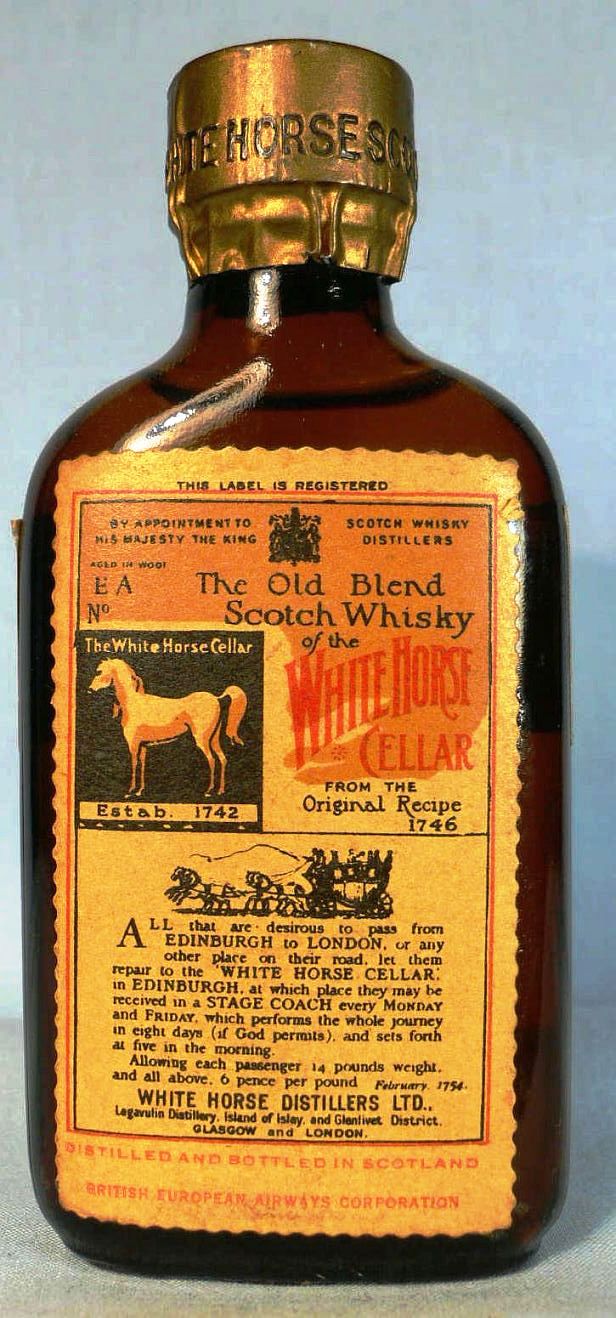 WHITE HORSE SCO
THIS LABEL IS REGISTERED
BY APPOINTMENT TO
HIS MAJESTY THE KING
SCOTCH WHISKY
DISTILLERS
AGED IN WOOD
E A
Nº
The Old Blend
Scotch Whisky
of the
WHITE HORSE
CELLAR
The White Horse Cellar
Estab. 1742
FROM THE
Original Recipe
1746
ALL that are desirous to pass from
EDINBURGH to LONDON, or any
other place on their road, let them
repair to the "WHITE HORSE CELLAR."
in EDINBURGH, at which place they may be
received in a STAGE COACH every MONDAY
and FRIDAY, which performs the whole journey
in eight days (if God permits), and sets forth
at five in the morning.
Allowing each passenger 14 pounds weight,
and all above, 6 pence per pound February, 1754.
WHITE HORSE DISTILLERS LTD.,
Lagavulin Distillery, Island of Islay, and Glenlivet District.
GLASGOW and LONDON.
DISTILLED AND BOTTLED IN SCOTLAND
BRITISH EUROPEAN AIRWAYS CORPORATION